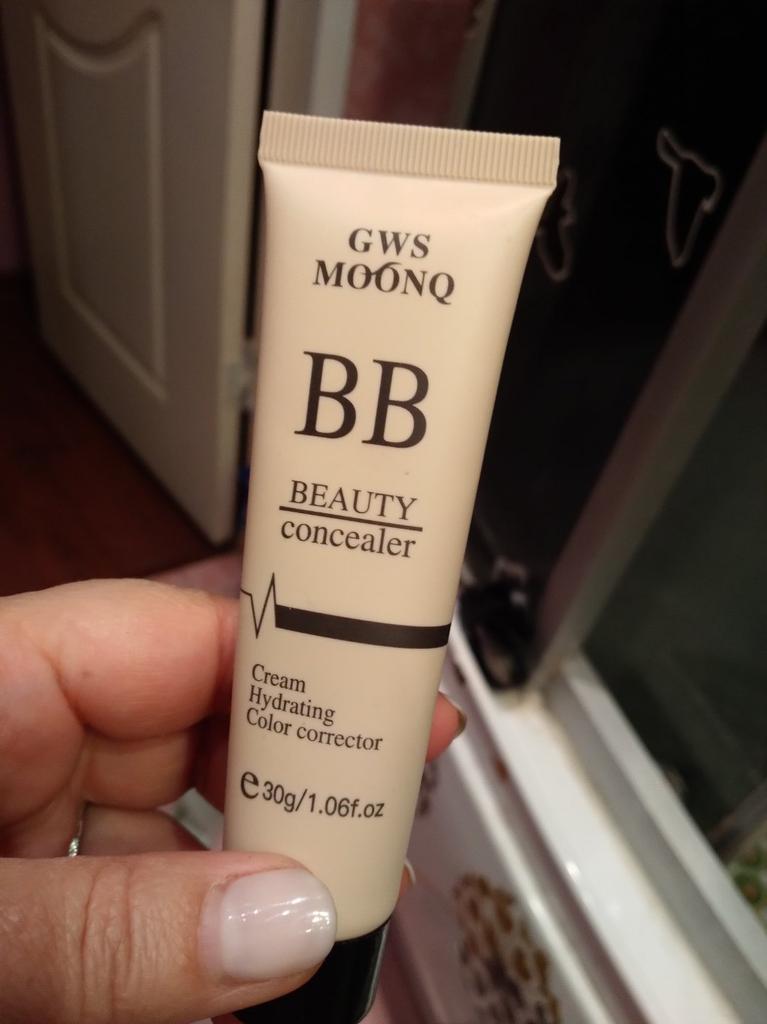 GWS
MOONQ
BB
BEAUTY
concealer
Cream
Hydrating
Color corrector
℮30g/1.06f.oz